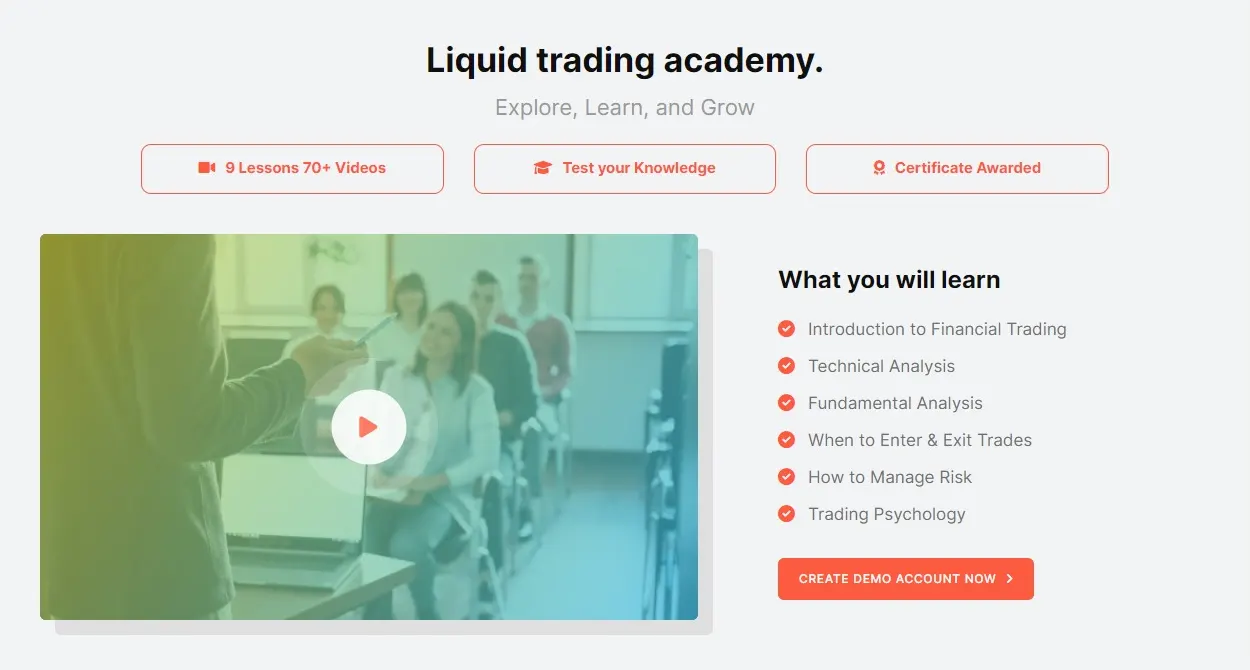 Liquid trading academy.
Explore, Learn, and Grow
9 Lessons 70+ Videos
Test your Knowledge
Certificate Awarded
What you will learn
Introduction to Financial Trading
Technical Analysis
Fundamental Analysis
When to Enter & Exit Trades
How to Manage Risk
Trading Psychology
CREATE DEMO ACCOUNT NOW